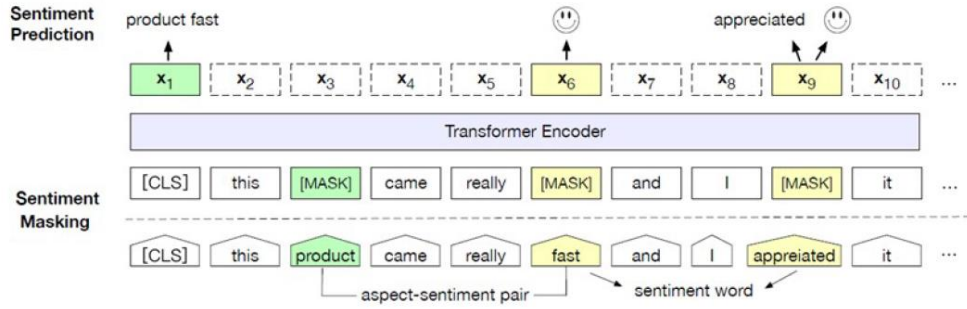 Sentiment
Prediction
product fast
appreciated
x1 x2 x3 x4 x5 x6 x7 x8 x9 x10 ...
Transformer Encoder
[CLS] this [MASK] came really [MASK] and I [MASK] it ...
Sentiment
Masking
[CLS] this product came really fast and I appreiated it ...
aspect-sentiment pair
sentiment word